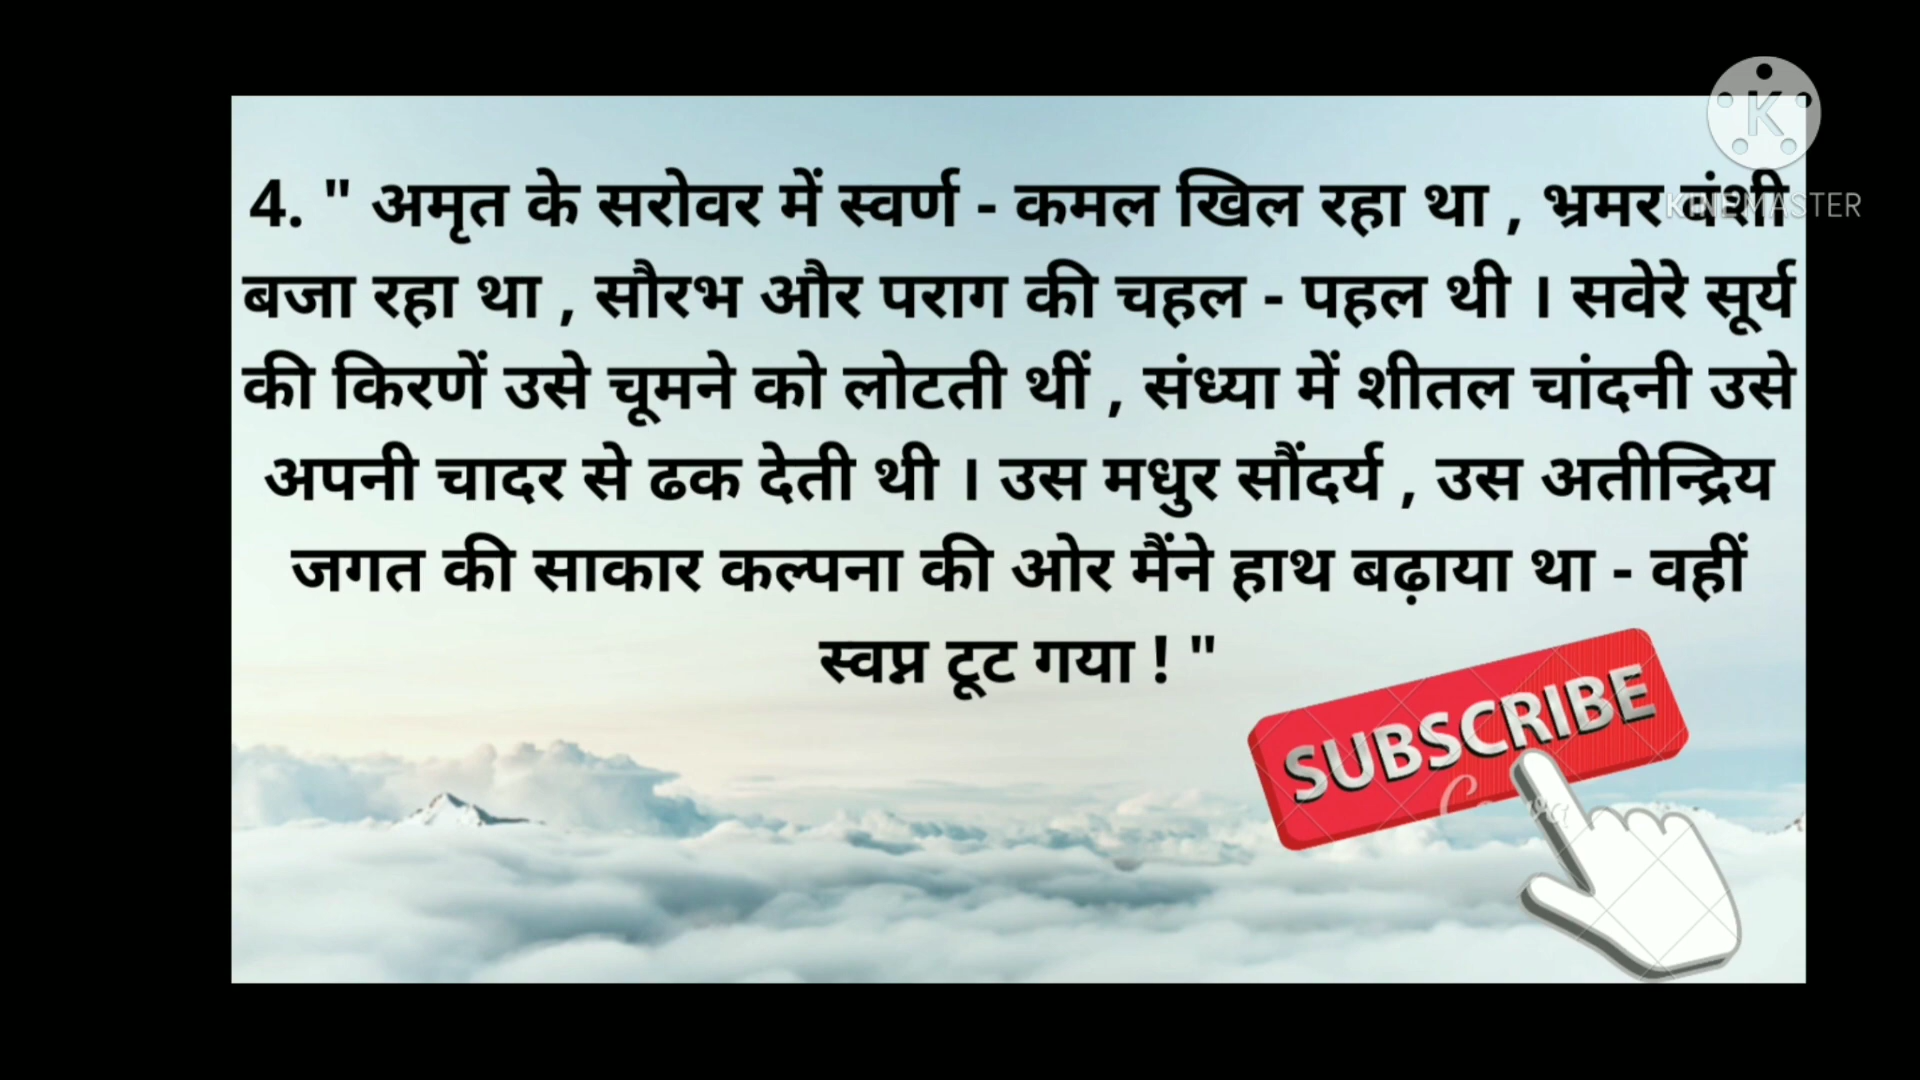 4. " अमृत के सरोवर में स्वर्ण - कमल खिल रहा था , भ्रमर वंशी
बजा रहा था , सौरभ और पराग की चहल - पहल थी । सवेरे सूर्य
की किरणें उसे चूमने को लोटती थीं , संध्या में शीतल चांदनी उसे
अपनी चादर से ढक देती थी । उस मधुर सौंदर्य , उस अतीन्द्रिय
जगत की साकार कल्पना की ओर मैंने हाथ बढ़ाया था - वहीं
स्वप्न टूट गया ! "
K
KINEMASTER
SUBSCRIBE
Canva